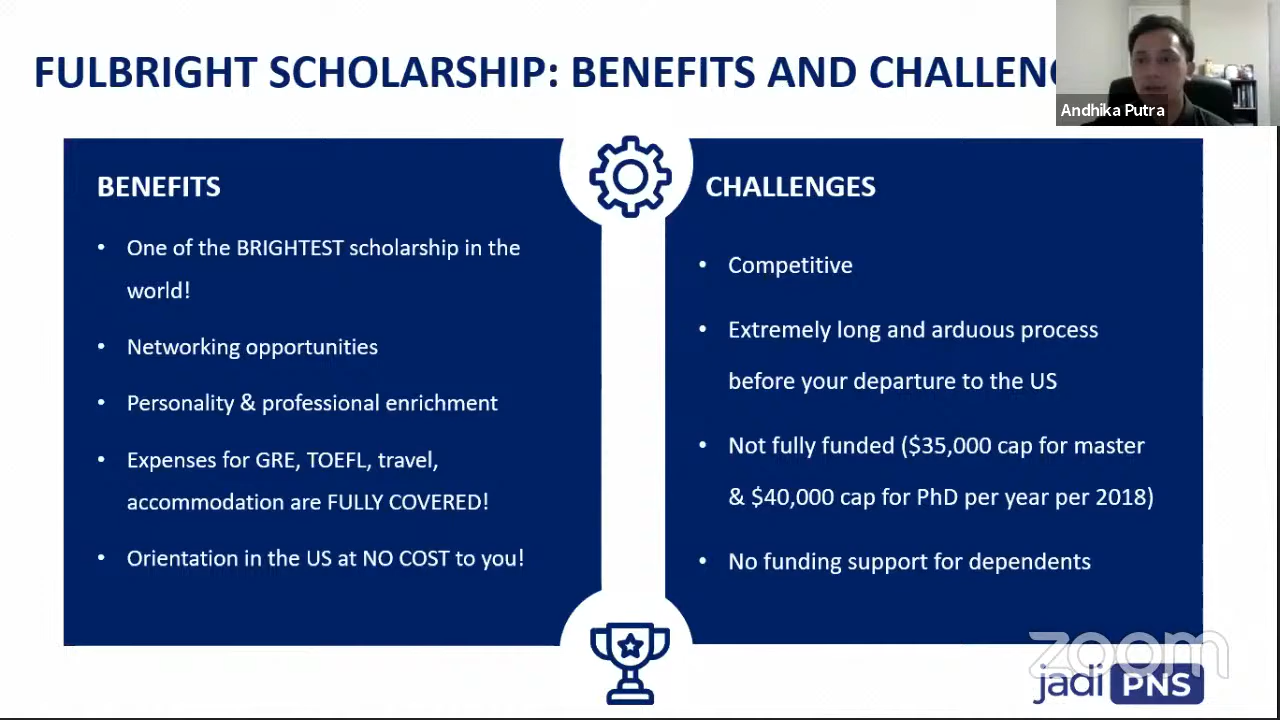 FULBRIGHT SCHOLARSHIP: BENEFITS AND CHALLEN
Andhika Putra
BENEFITS
• One of the BRIGHTEST scholarship in the
world!
• Networking opportunities
• Personality & professional enrichment
• Expenses for GRE, TOEFL, travel,
accommodation are FULLY COVERED!
• Orientation in the US at NO COST to you!
CHALLENGES
• Competitive
• Extremely long and arduous process
before your departure to the US
• Not fully funded ($35,000 cap for master
& $40,000 cap for PhD per year per 2018)
• No funding support for dependents
zoom
jadi PNS